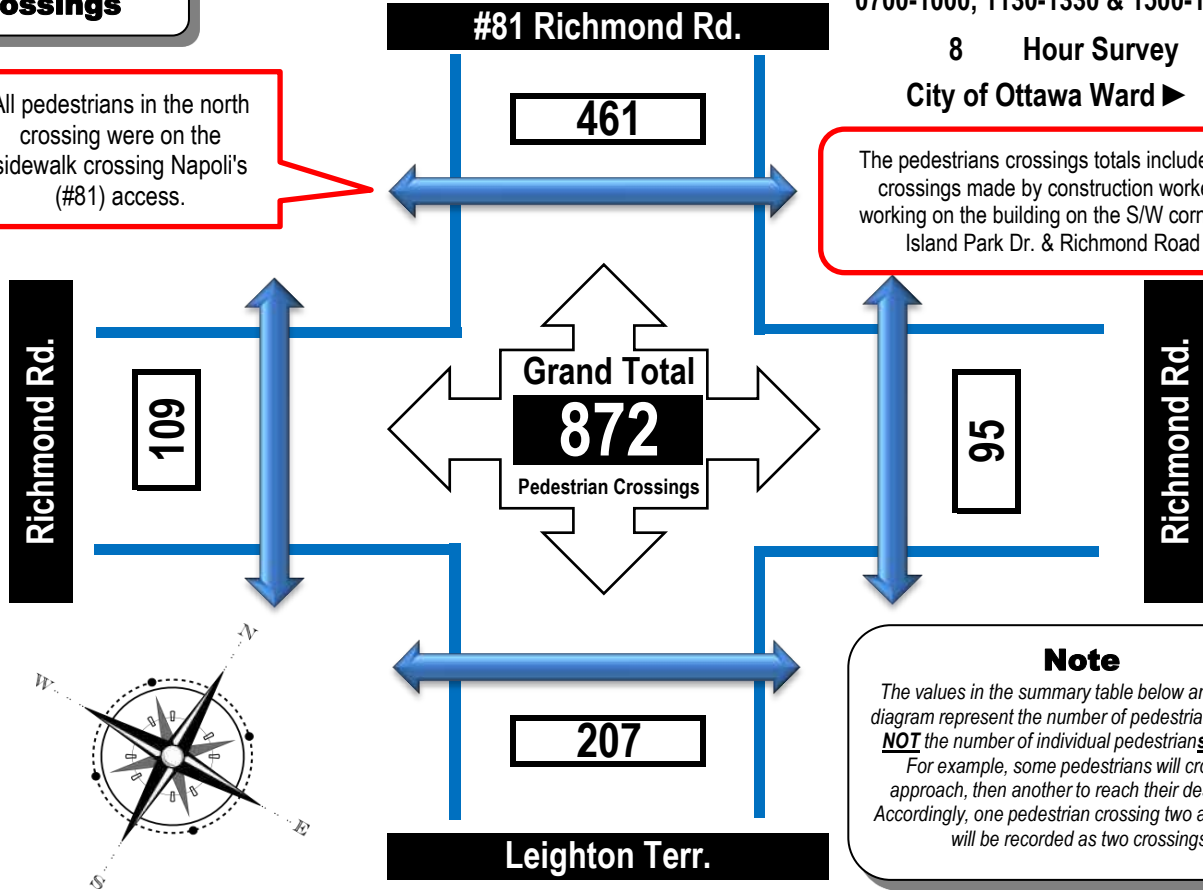 #81 Richmond Rd.
8 Hour Survey
City of Ottawa Ward ►
461
All pedestrians in the north
crossing were on the
sidewalk crossing Napoli's
(#81) access.
The pedestrians crossings totals include
crossings made by construction
working on the building on the S/W
Island Park Dr. & Richmond Road
Richmond Rd.
109
Grand Total
872
Pedestrian Crossings
95
Richmond Rd.
N
W
E
S
207
Leighton Terr.
Note
The values in the summary table below
diagram represent the number of
NOT the number of individual pedestrians
For example, some pedestrians will
approach, then another to reach their
Accordingly, one pedestrian crossing two
will be recorded as two crossings